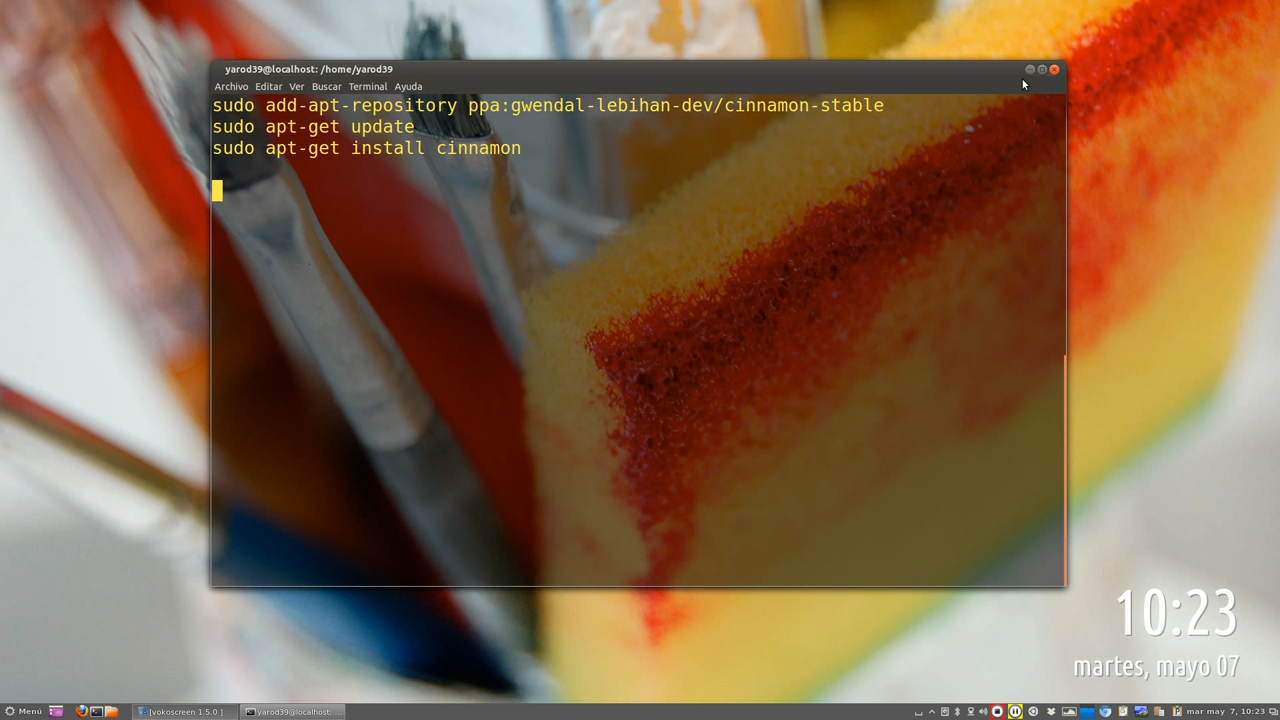 yarod39@localhost: /home/yarod39
Archivo Editar Ver Buscar Terminal Ayuda
sudo add-apt-repository ppa:gwendal-lebihan-dev/cinnamon-stable
sudo apt-get update
sudo apt-get install cinnamon
10:23
martes, mayo 07
Menú [vokoscreen 1.5.0 ] yarod39@localhost: ... mar may 7, 10:23